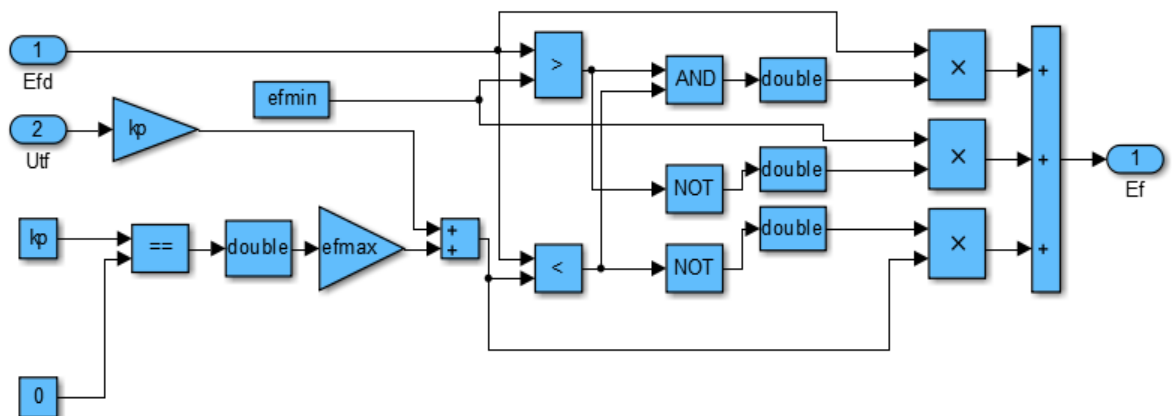 1
Efd
>
AND
double
×
+
efmin
2
Utf
kp
NOT
double
×
+
1
Ef
kp
==
double
efmax
+
+
<
NOT
double
×
+
0